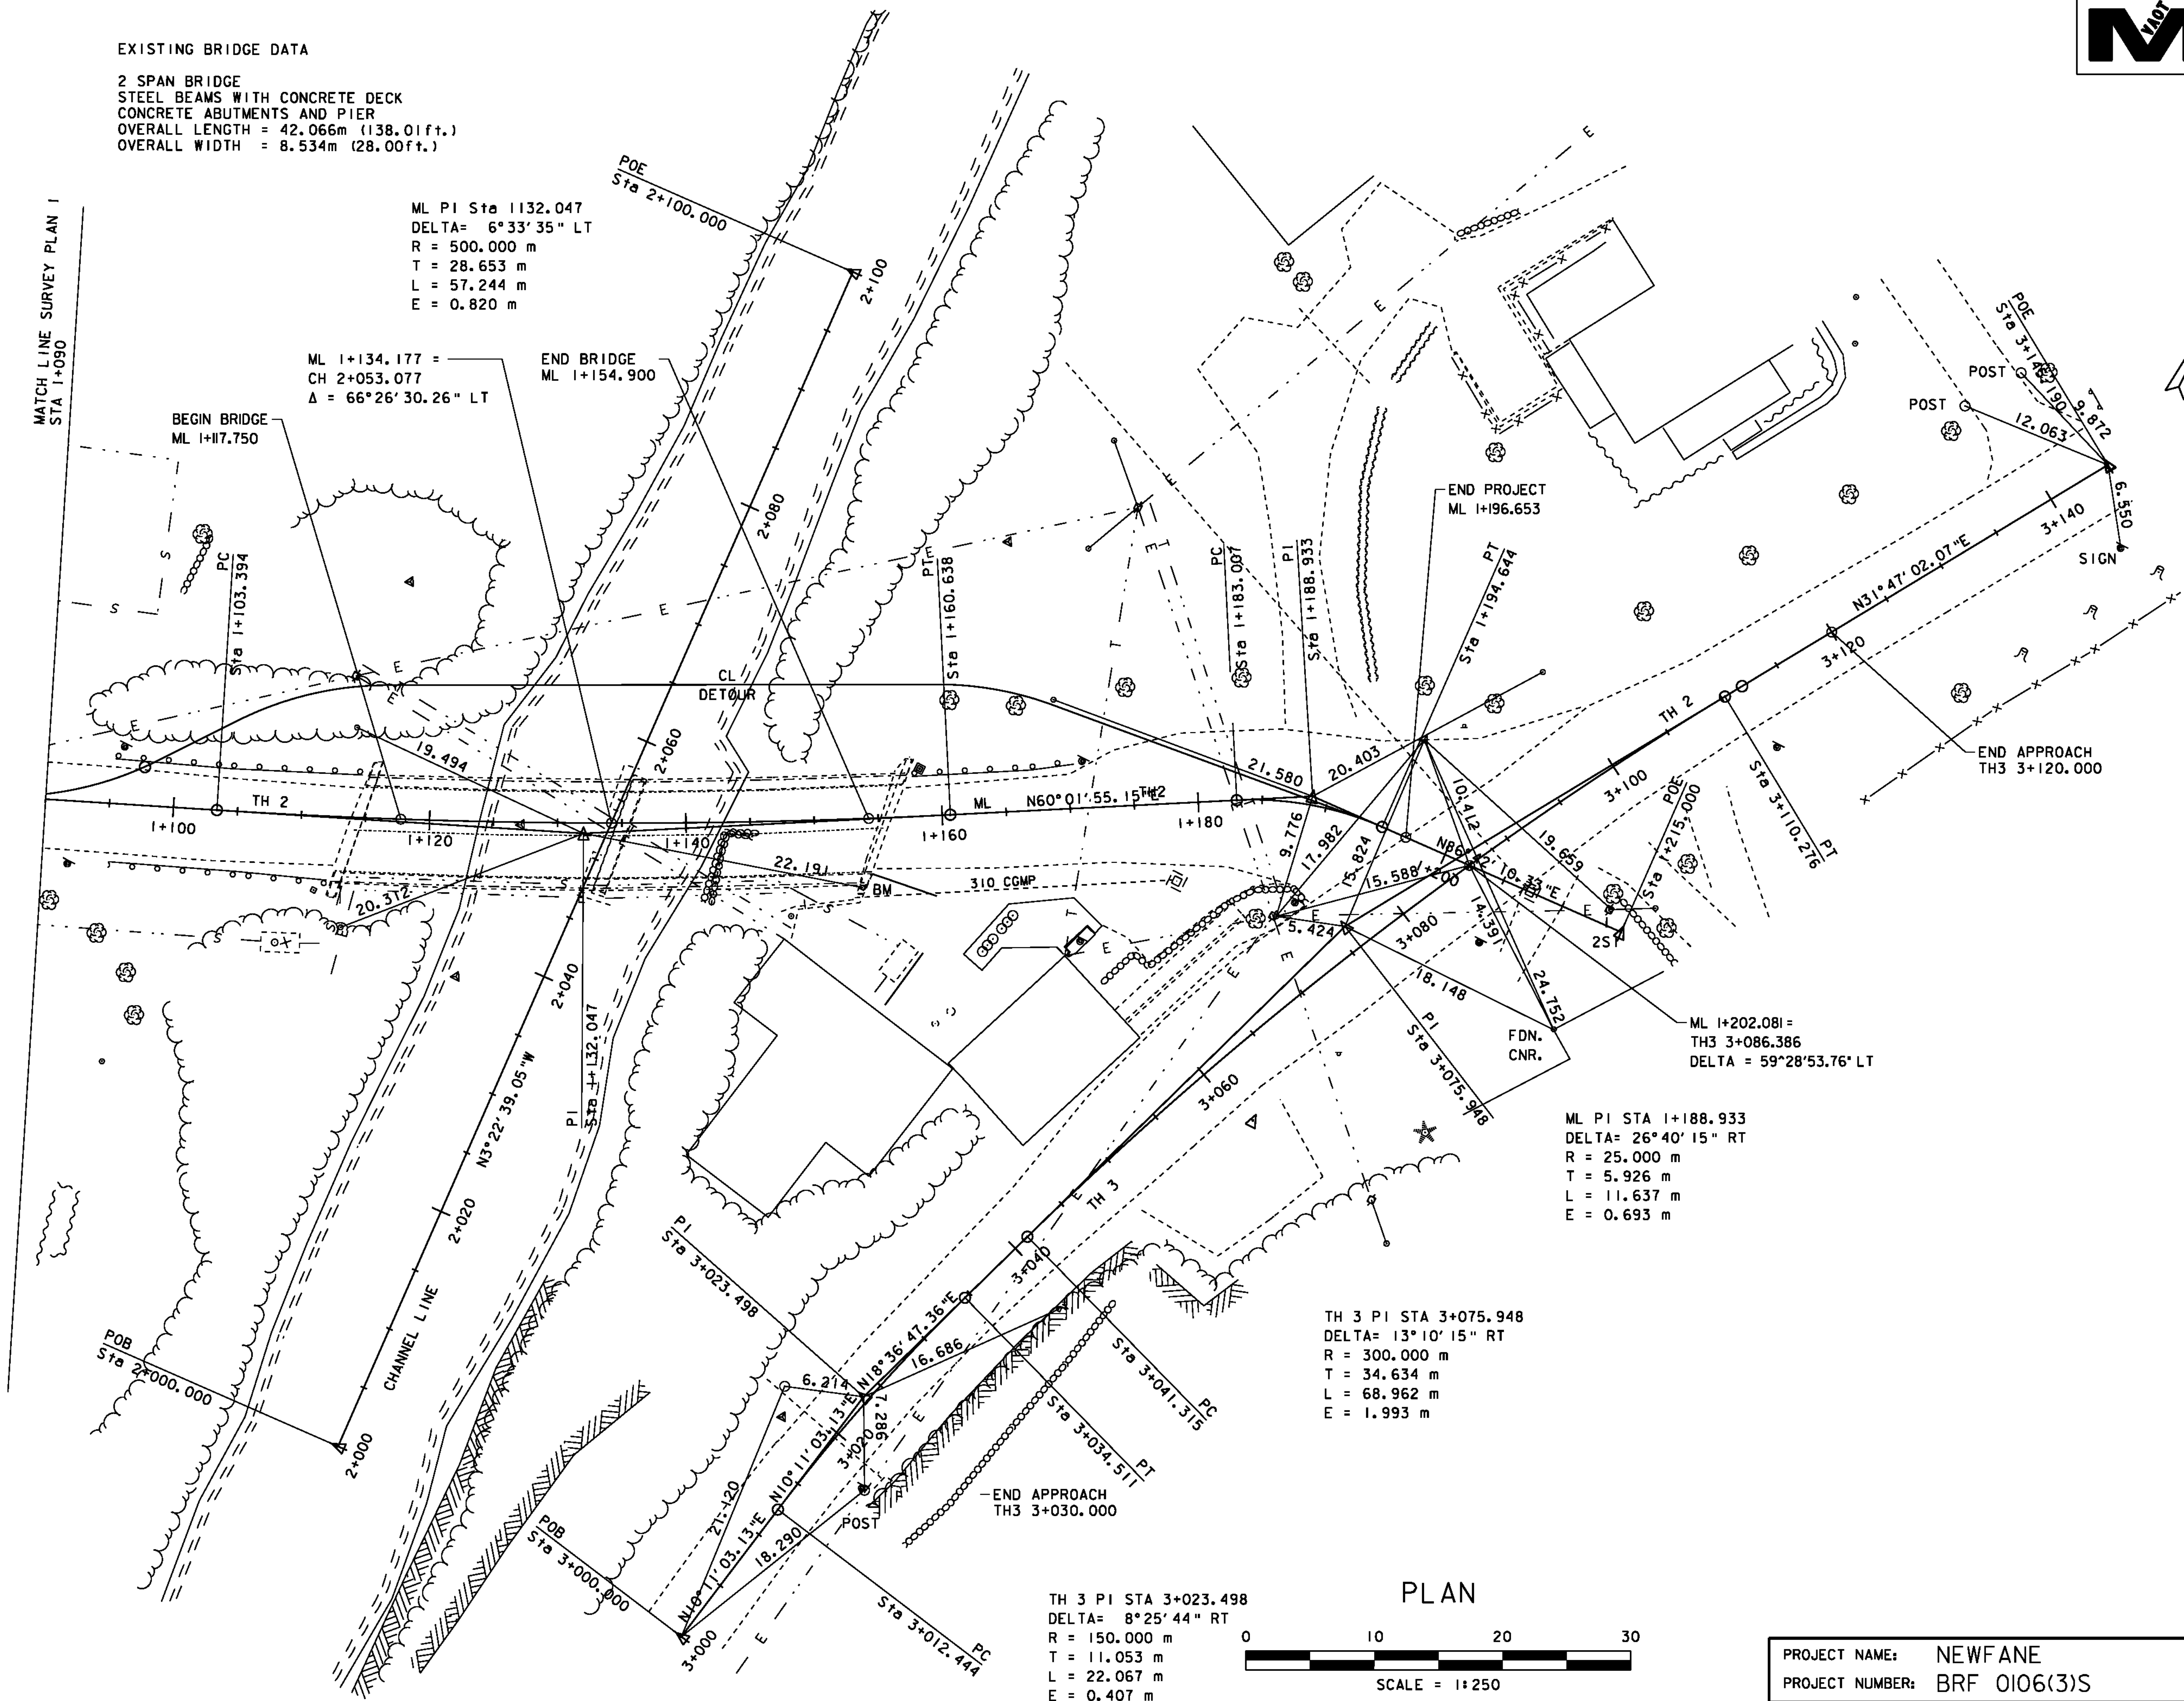 EXISTING BRIDGE DATA
2 SPAN BRIDGE
STEEL BEAMS WITH CONCRETE DECK
CONCRETE ABUTMENTS AND PIER
OVERALL LENGTH = 42.066m (138.01ft.)
OVERALL WIDTH = 8.534m (28.00ft.)
VAOT
M
MATCH LINE SURVEY PLAN 1
STA 1+090
ML PI Sta 1132.047
DELTA= 6°33'35" LT
R = 500.000 m
T = 28.653 m
L = 57.244 m
E = 0.820 m
POE
Sta 2+100.000
2+100
ML 1+134.177 =
CH 2+053.077
Δ = 66°26'30.26" LT
END BRIDGE
ML 1+154.900
BEGIN BRIDGE
ML 1+117.750
2+080
POE
Sta 3+146.190
POST
POST
9.872
12.063
6.550
3+140
SIGN
END PROJECT
ML 1+196.653
PC
Sta 1+103.394
PT
Sta 1+160.638
PC
Sta 1+183.007
PI
Sta 1+188.933
PT
Sta 1+194.644
N31°47'02.07"E
3+120
END APPROACH
TH3 3+120.000
CL
DETOUR
2+060
19.494
TH 2
1+100
1+120
1+140
ML
1+160
N60°01'55.15"E
TH2
1+180
21.580
20.403
TH 2
3+100
10.412
19.659
POE
Sta 1+215.000
Sta 3+110.276
PT
9.776
17.982
15.824
15.588
1+200
22.191
BM
310 CGMP
20.312
5.424
3+080
14.391
18.148
24.752
FDN.
CNR.
ML 1+202.081=
TH3 3+086.386
DELTA = 59^28'53.76" LT
PI
Sta 3+075.948
2+040
PI
Sta 1+132.047
N3°22'39.05"W
3+060
ML PI STA 1+188.933
DELTA= 26°40'15" RT
R = 25.000 m
T = 5.926 m
L = 11.637 m
E = 0.693 m
2+020
TH 3
PI
Sta 3+023.498
3+040
CHANNEL LINE
POB
Sta 2+000.000
2+000
N18°36'47.36"E
16.686
Sta 3+041.315
PC
TH 3 PI STA 3+075.948
DELTA= 13°10'15" RT
R = 300.000 m
T = 34.634 m
L = 68.962 m
E = 1.993 m
6.214
7.286
N10°11'03.13"E
3+020
Sta 3+034.511
PT
END APPROACH
TH3 3+030.000
21.120
18.290
POST
N10°11'03.13"E
POB
Sta 3+000.000
3+000
Sta 3+012.444
PC
TH 3 PI STA 3+023.498
DELTA= 8°25'44" RT
R = 150.000 m
T = 11.053 m
L = 22.067 m
E = 0.407 m
PLAN
0 10 20 30
SCALE = 1:250
PROJECT NAME: NEWFANE
PROJECT NUMBER: BRF 0106(3)S